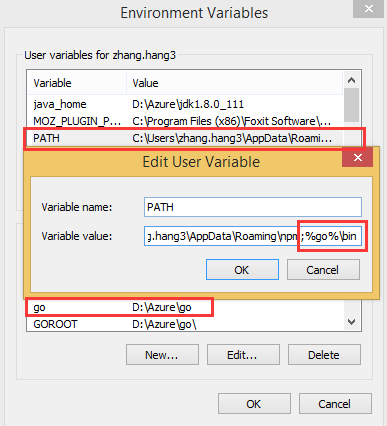 Environment Variables
User variables for zhang.hang3
Variable Value
java_home D:\Azure\jdk1.8.0_111
MOZ_PLUGIN_P... C:\Program Files (x86)\Foxit Software\...
PATH C:\Users\zhang.hang3\AppData\Roami...
Edit User Variable
Variable name: PATH
Variable value: g.hang3\AppData\Roaming\npm;%go%\bin
OK Cancel
go D:\Azure\go
GOROOT D:\Azure\go\
New... Edit... Delete
OK Cancel